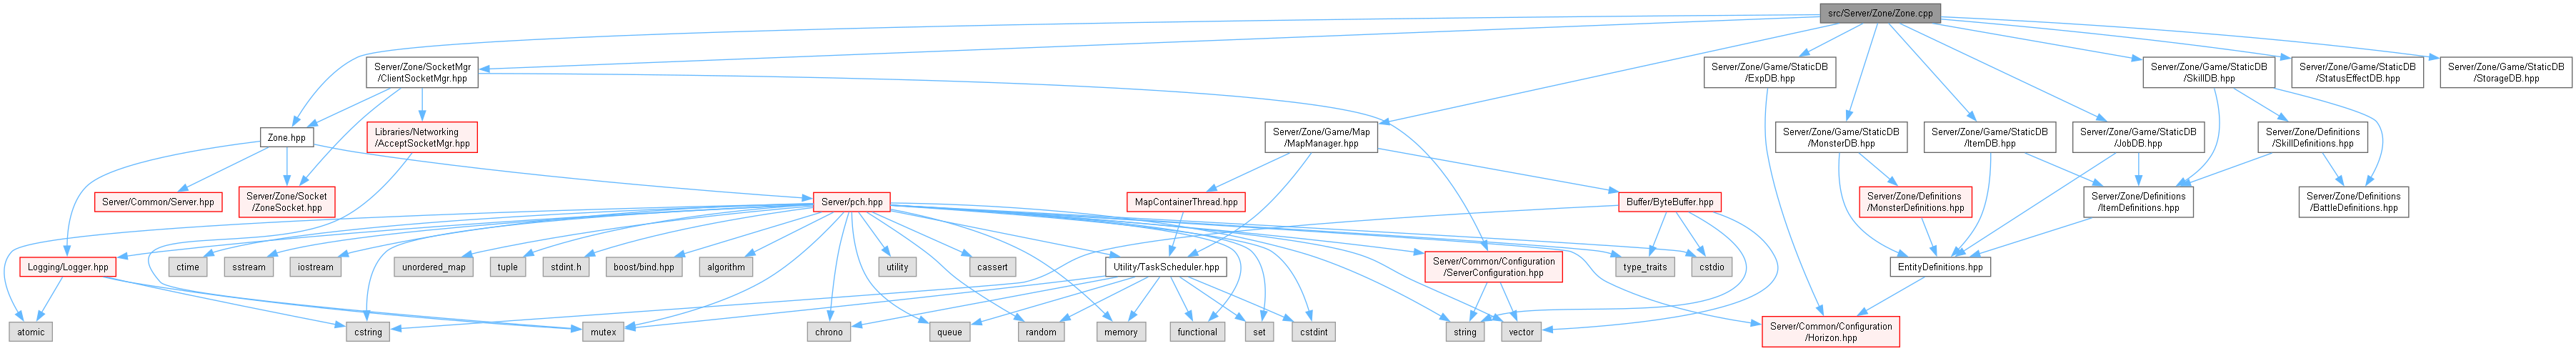 src/Server/Zone/Zone.cpp
Server/Zone/SocketMgr
/ClientSocketMgr.hpp
Server/Zone/Game/StaticDB
/ExpDB.hpp
Server/Zone/Game/StaticDB
/SkillDB.hpp
Server/Zone/Game/StaticDB
/StatusEffectDB.hpp
Server/Zone/Game/StaticDB
/StorageDB.hpp
Zone.hpp
Libraries/Networking
/AcceptSocketMgr.hpp
Server/Zone/Game/Map
/MapManager.hpp
Server/Zone/Game/StaticDB
/MonsterDB.hpp
Server/Zone/Game/StaticDB
/ItemDB.hpp
Server/Zone/Game/StaticDB
/JobDB.hpp
Server/Zone/Definitions
/SkillDefinitions.hpp
Server/Common/Server.hpp
Server/Zone/Socket
/ZoneSocket.hpp
Server/pch.hpp
MapContainerThread.hpp
Buffer/ByteBuffer.hpp
Server/Zone/Definitions
/MonsterDefinitions.hpp
Server/Zone/Definitions
/ItemDefinitions.hpp
Server/Zone/Definitions
/BattleDefinitions.hpp
Logging/Logger.hpp
ctime
sstream
iostream
unordered_map
tuple
stdint.h
boost/bind.hpp
algorithm
utility
cassert
Utility/TaskScheduler.hpp
Server/Common/Configuration
/ServerConfiguration.hpp
type_traits
cstdio
EntityDefinitions.hpp
atomic
cstring
mutex
chrono
queue
random
memory
functional
set
cstdint
string
vector
Server/Common/Configuration
/Horizon.hpp